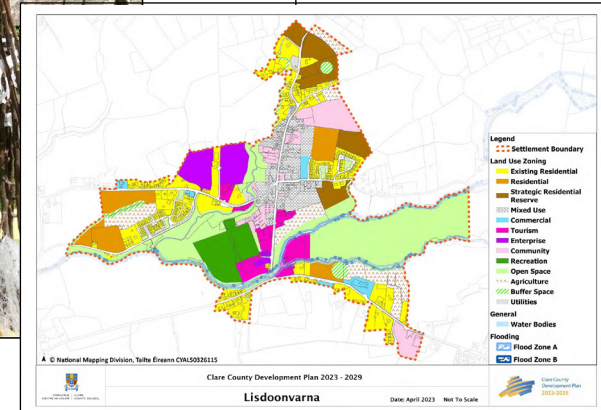 Legend
Settlement Boundary
Land Use Zoning
Existing Residential
Residential
Strategic Residential
Reserve
Mixed Use
Commercial
Tourism
Enterprise
Community
Recreation
Open Space
Agriculture
Buffer Space
Utilities
General
Water Bodies
Flooding
Flood Zone A
Flood Zone B
© National Mapping Division, Tailte Éireann CYAL50326115
Clare County Development Plan 2023 - 2029
Lisdoonvarna
Date: April 2023 Not To Scale
CLARE
COUNTY COUNCIL
Clare County
Development Plan
2023-2029